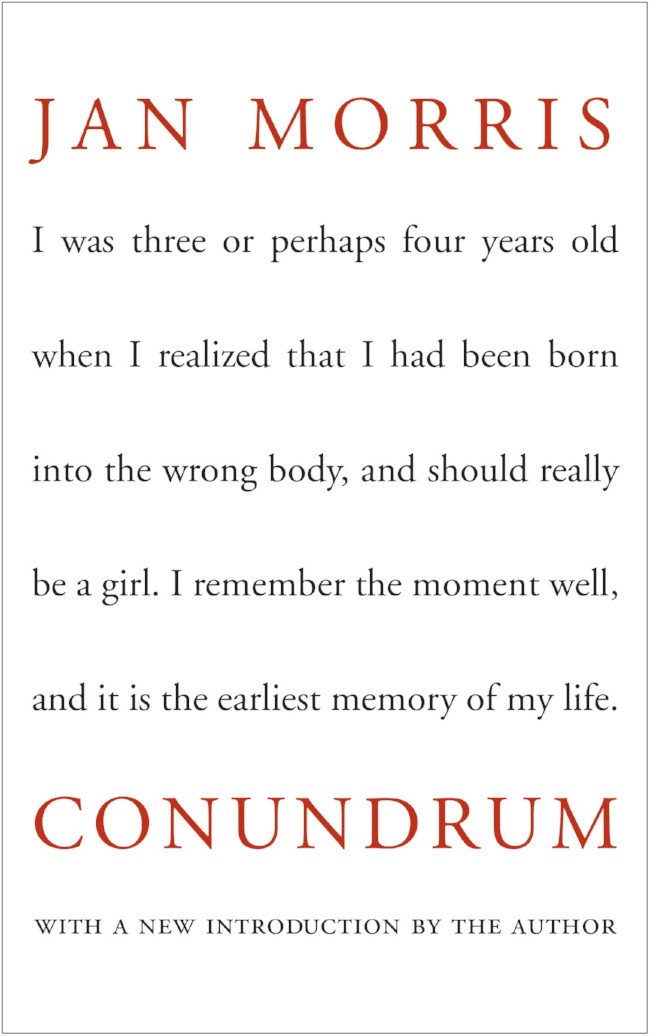 JAN MORRIS
I was three or perhaps four years old
when I realized that I had been born
into the wrong body, and should really
be a girl. I remember the moment well,
and it is the earliest memory of my life.
CONUNDRUM
WITH A NEW INTRODUCTION BY THE AUTHOR